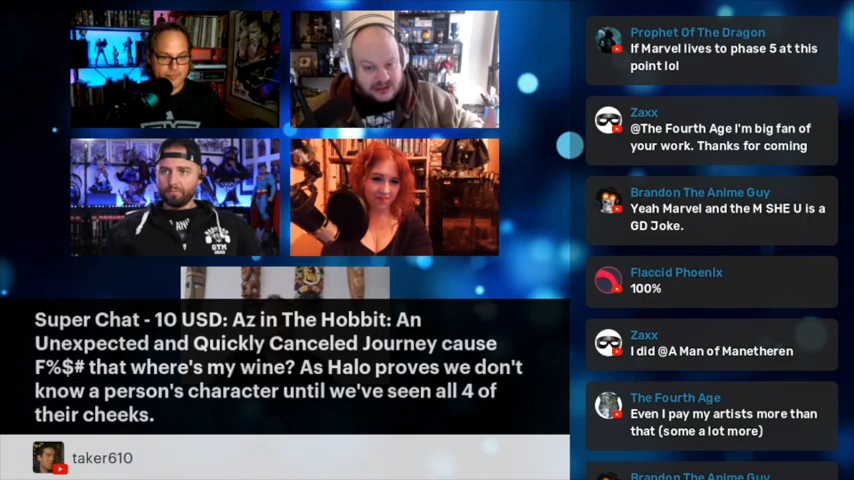 Prophet Of The Dragon
If Marvel lives to phase 5 at this
point lol
Zaxx
@The Fourth Age I'm big fan of
your work. Thanks for coming
Brandon The Anime Guy
Yeah Marvel and the M SHE U is a
GD Joke.
Flaccid Phoenix
100%
Zaxx
I did @A Man of Manetheren
The Fourth Age
Even I pay my artists more than
that (some a lot more)
Brandon The Anime Guy
Super Chat - 10 USD: Az in The Hobbit: An
Unexpected and Quickly Canceled Journey cause
F%$# that where's my wine? As Halo proves we don't
know a person's character until we've seen all 4 of
their cheeks.
taker610